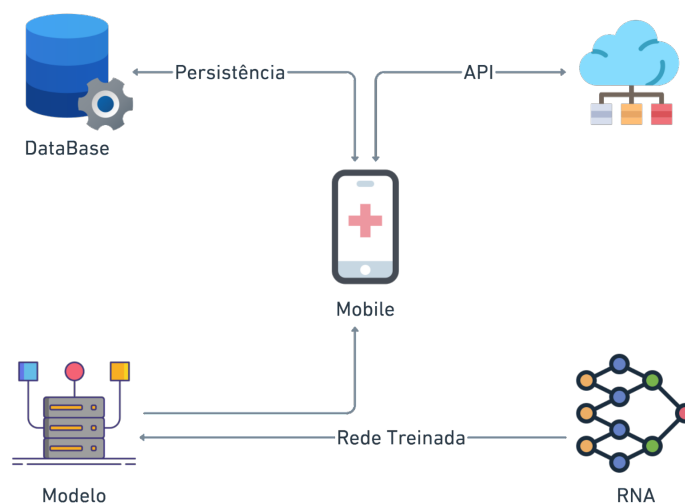 Persistência
API
DataBase
Mobile
Rede Treinada
Modelo
RNA